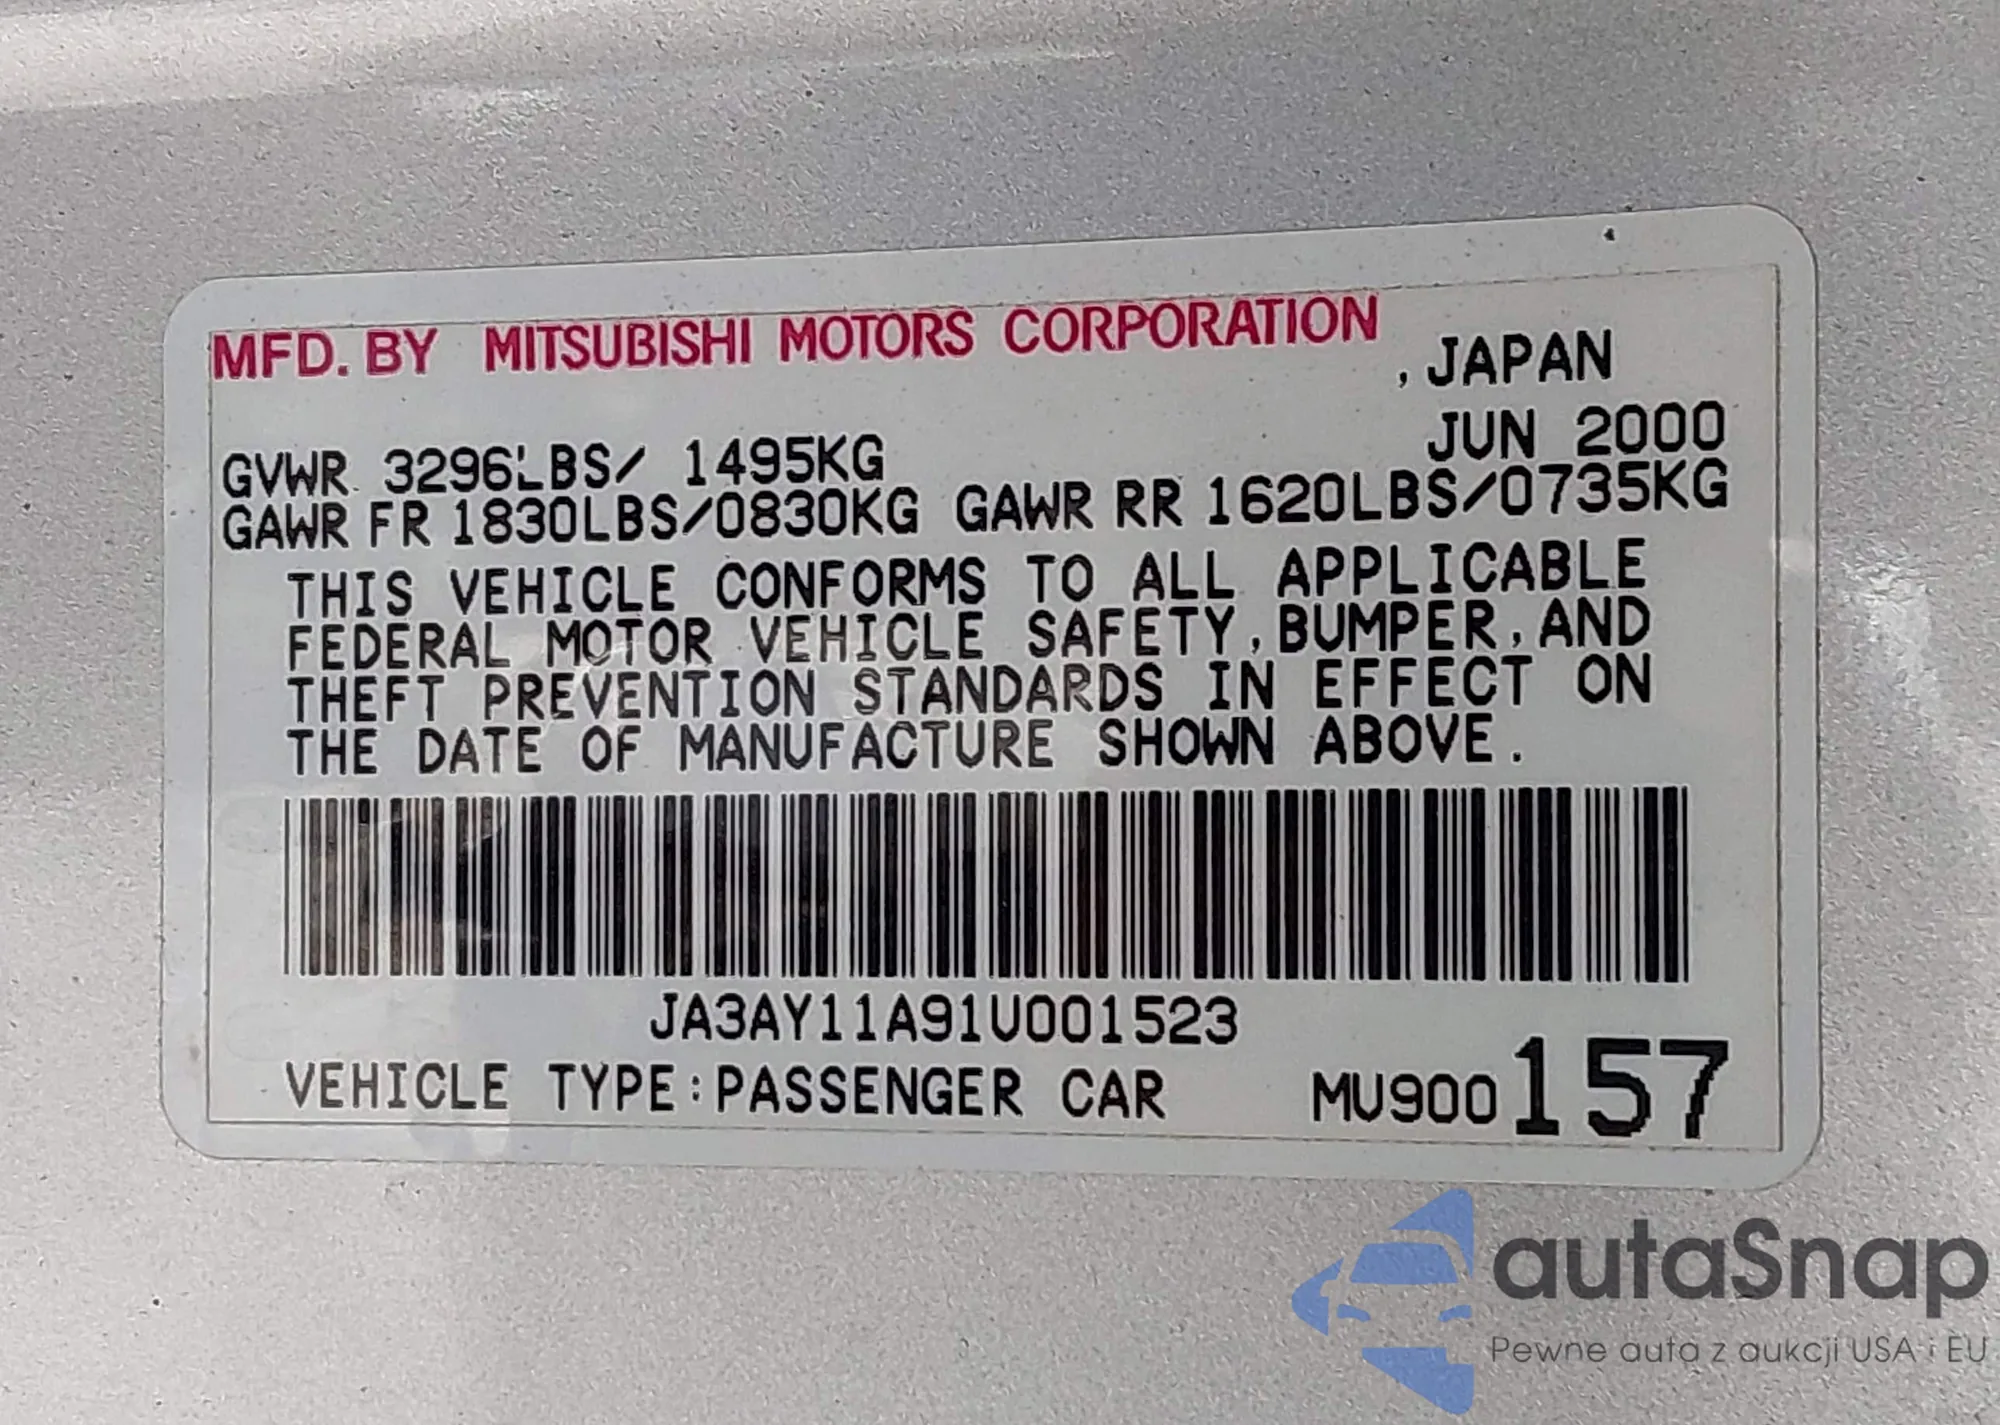 MFD. BY MITSUBISHI MOTORS CORPORATION
, JAPAN
JUN 2000
GVWR 3296LBS/ 1495KG
GAWR FR 1830LBS/0830KG GAWR RR 1620LBS/0735KG
THIS VEHICLE CONFORMS TO ALL APPLICABLE
FEDERAL MOTOR VEHICLE SAFETY, BUMPER, AND
THEFT PREVENTION STANDARDS IN EFFECT ON
THE DATE OF MANUFACTURE SHOWN ABOVE.
JA3AY11A91U001523
VEHICLE TYPE:PASSENGER CAR MU900157
autaSnap
Pewne auta z aukcji USA i EU